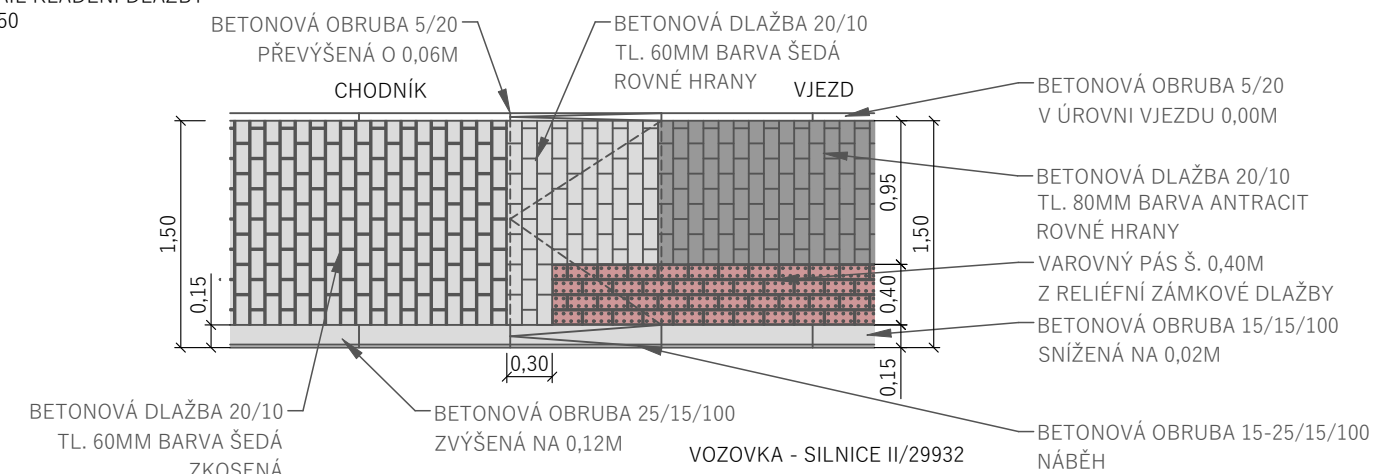 KLADENÍ DLAŽBY
50
BETONOVÁ OBRUBA 5/20
PŘEVÝŠENÁ O 0,06M
BETONOVÁ DLAŽBA 20/10
TL. 60MM BARVA ŠEDÁ
ROVNÉ HRANY
CHODNÍK
VJEZD
BETONOVÁ OBRUBA 5/20
V ÚROVNI VJEZDU 0,00M
BETONOVÁ DLAŽBA 20/10
TL. 80MM BARVA ANTRACIT
ROVNÉ HRANY
VAROVNÝ PÁS Š. 0,40M
Z RELIÉFNÍ ZÁMKOVÉ DLAŽBY
BETONOVÁ OBRUBA 15/15/100
SNÍŽENÁ NA 0,02M
1,50
0,15
0,95
1,50
0,40
0,15
0,30
BETONOVÁ DLAŽBA 20/10
TL. 60MM BARVA ŠEDÁ
ZKOSENÁ
BETONOVÁ OBRUBA 25/15/100
ZVÝŠENÁ NA 0,12M
VOZOVKA - SILNICE II/29932
BETONOVÁ OBRUBA 15-25/15/100
NÁBĚH